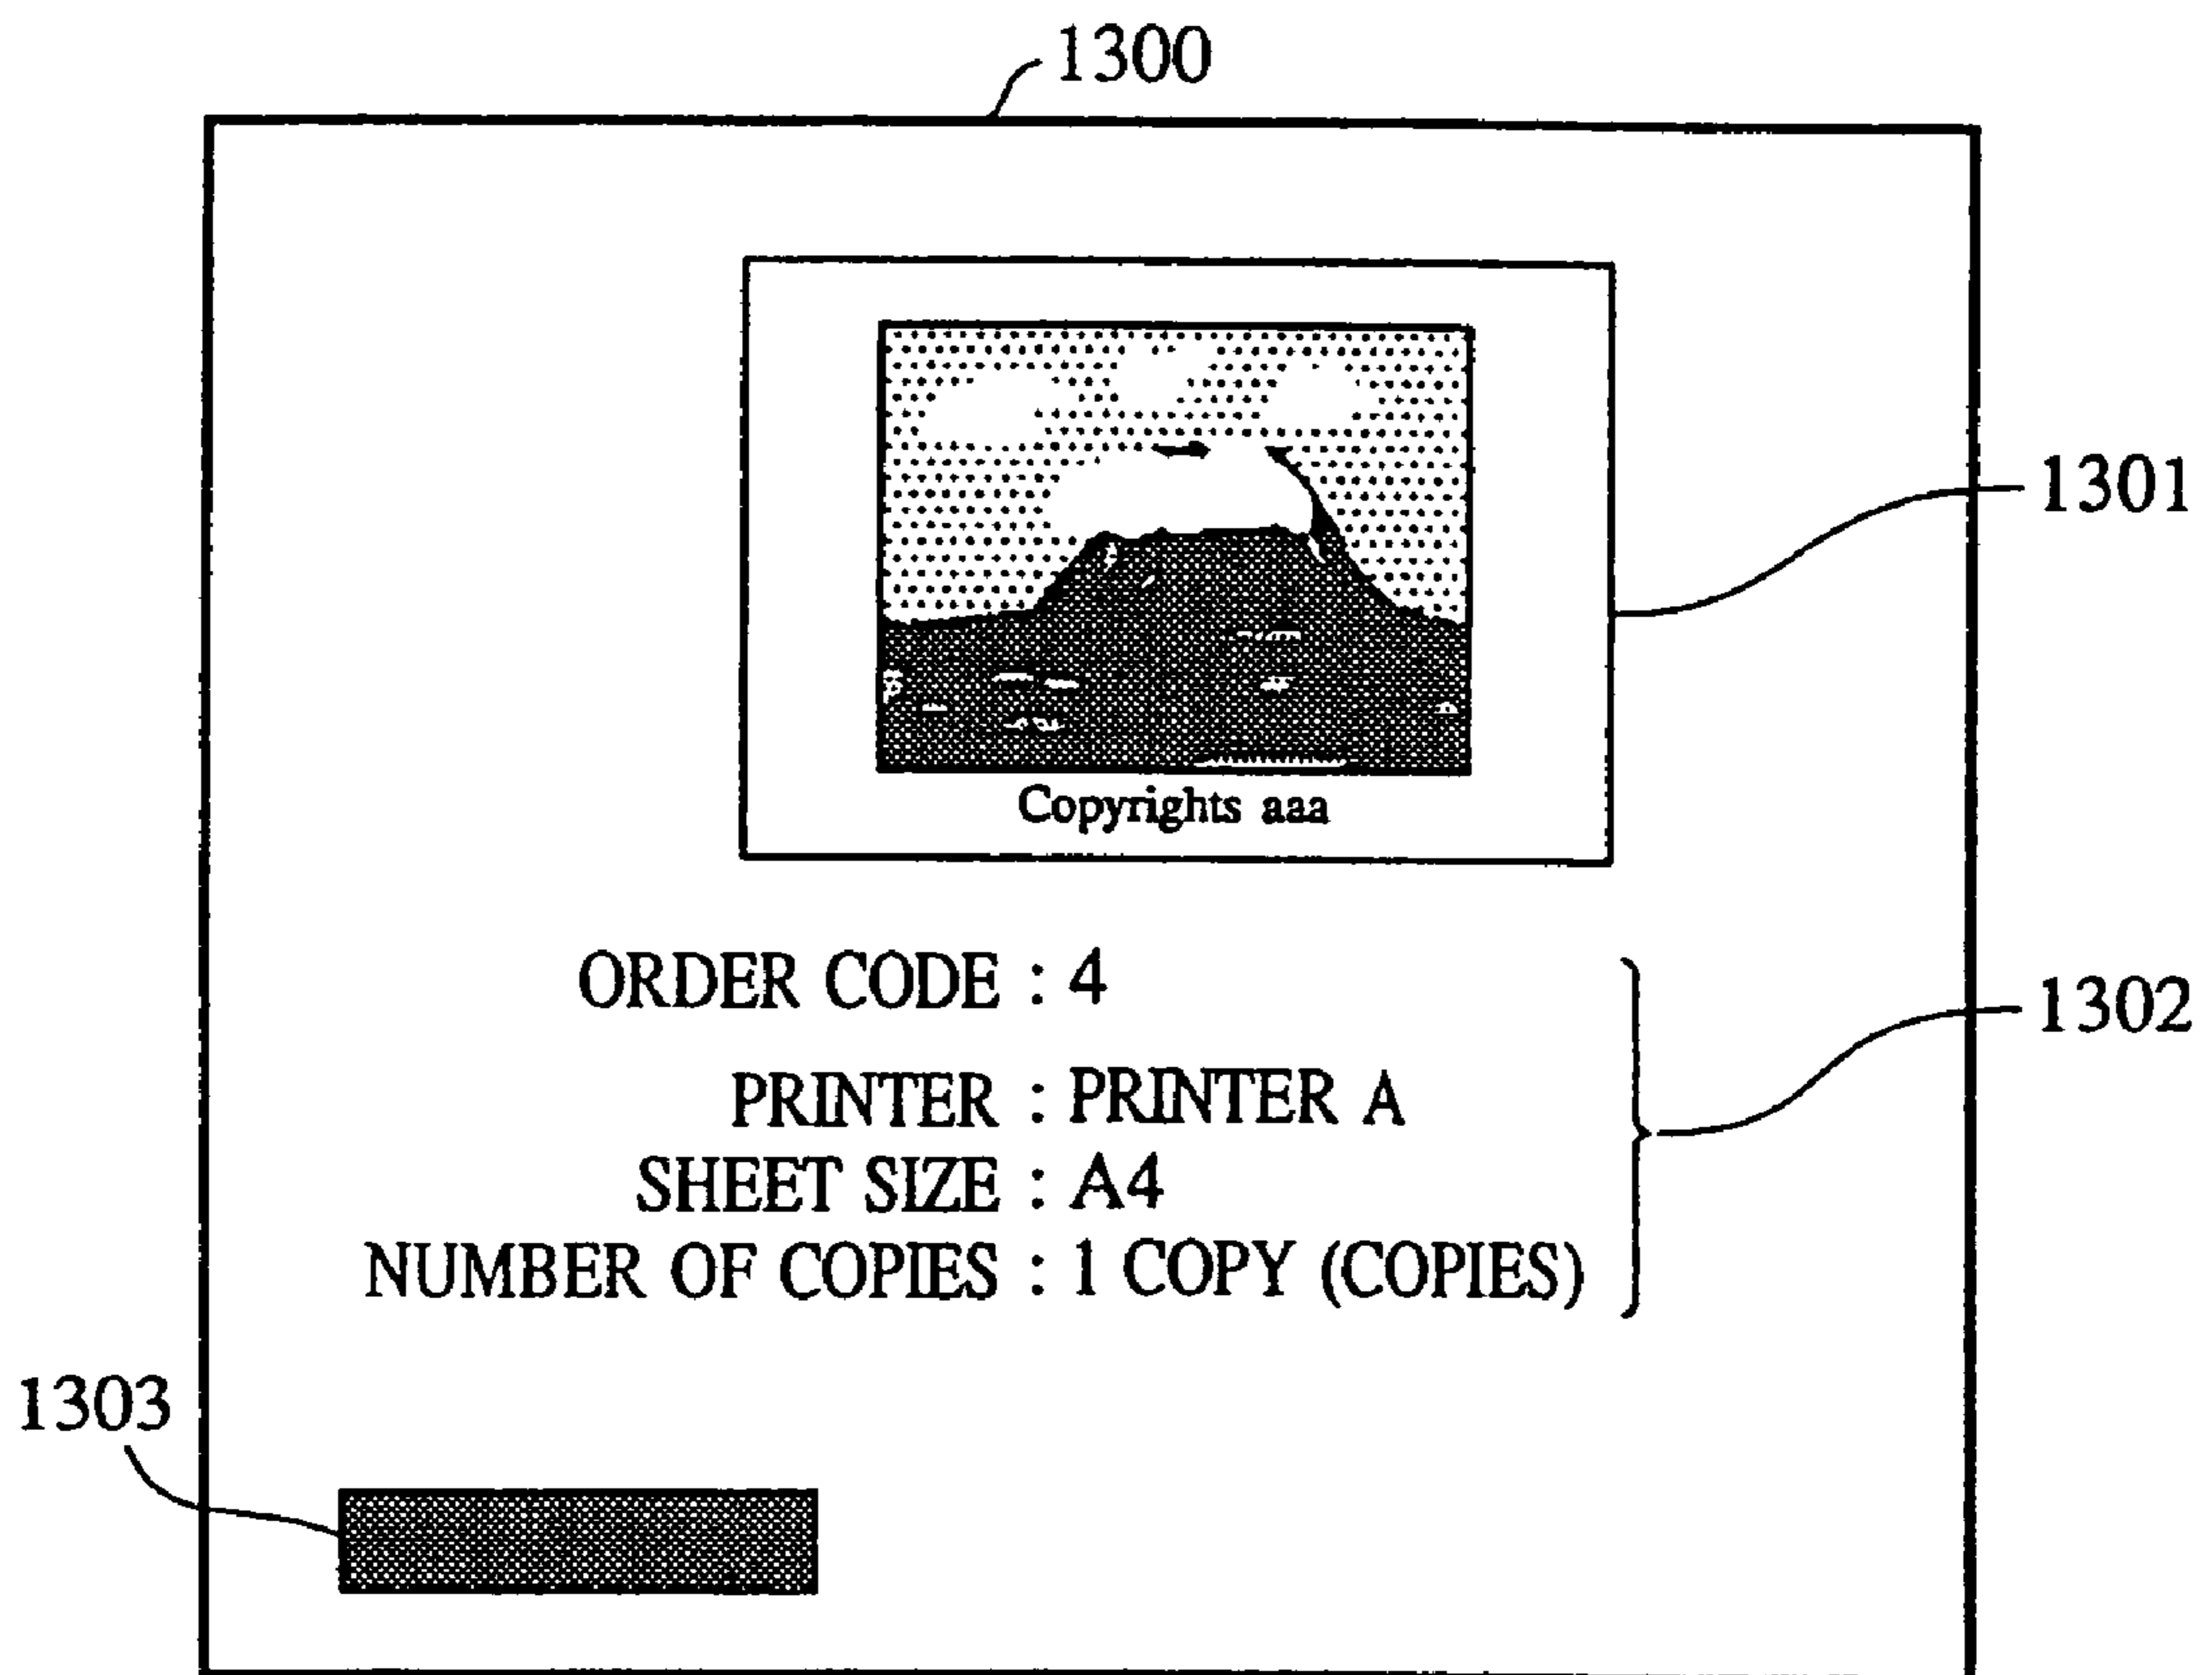 1300
1301
Copyrights aaa
ORDER CODE : 4
1302
PRINTER : PRINTER A
SHEET SIZE : A4
NUMBER OF COPIES : 1 COPY (COPIES)
1303